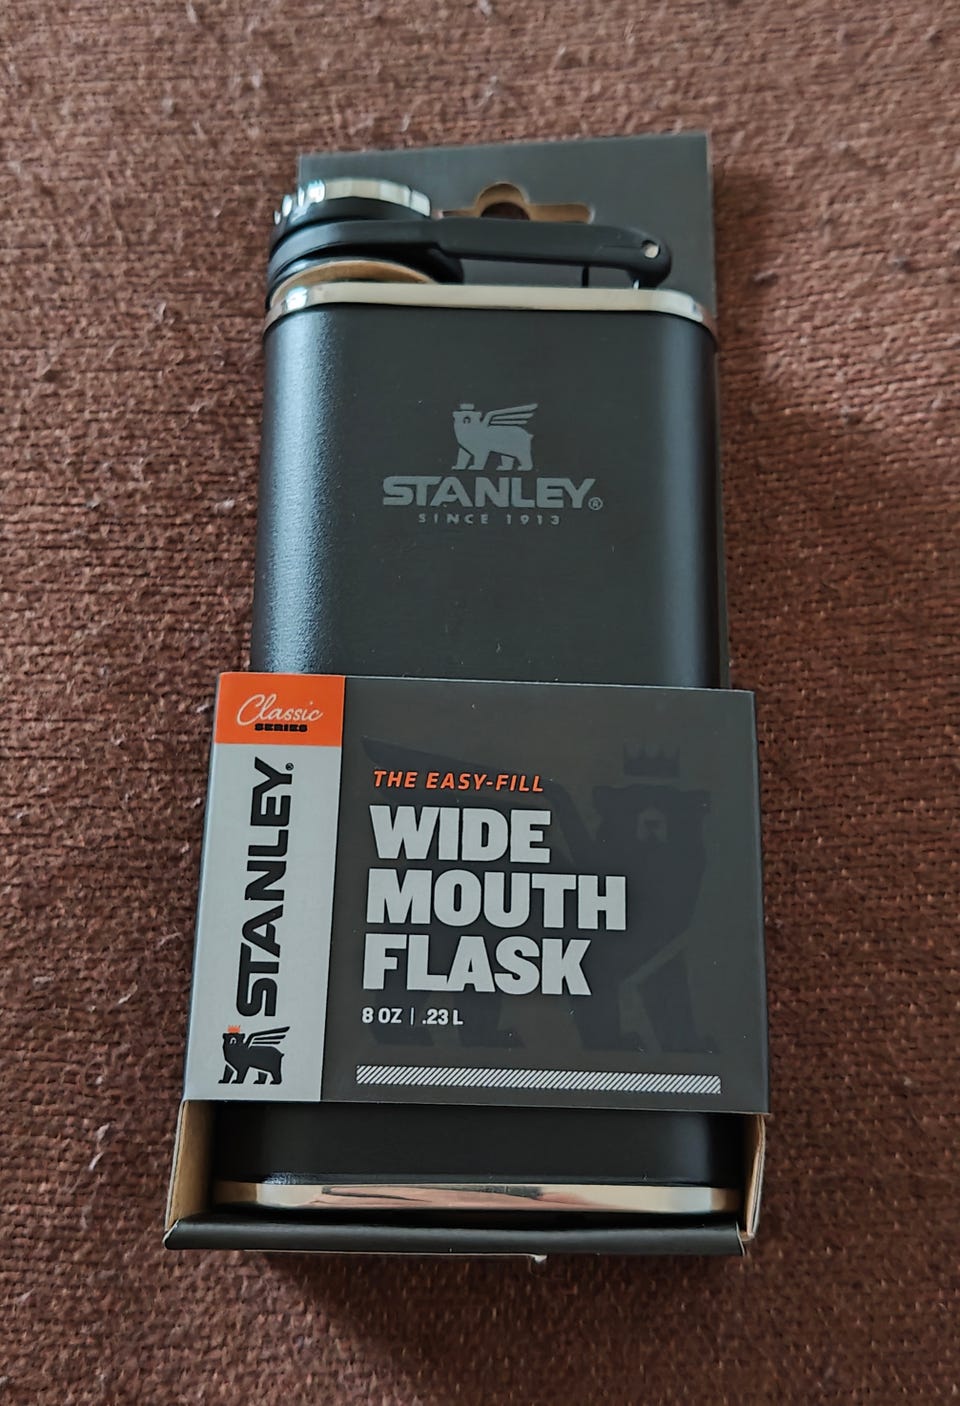 STANLEY®
SINCE 1913
Classic
SERIES
STANLEY®
THE EASY-FILL
WIDE
MOUTH
FLASK
8 OZ | .23 L